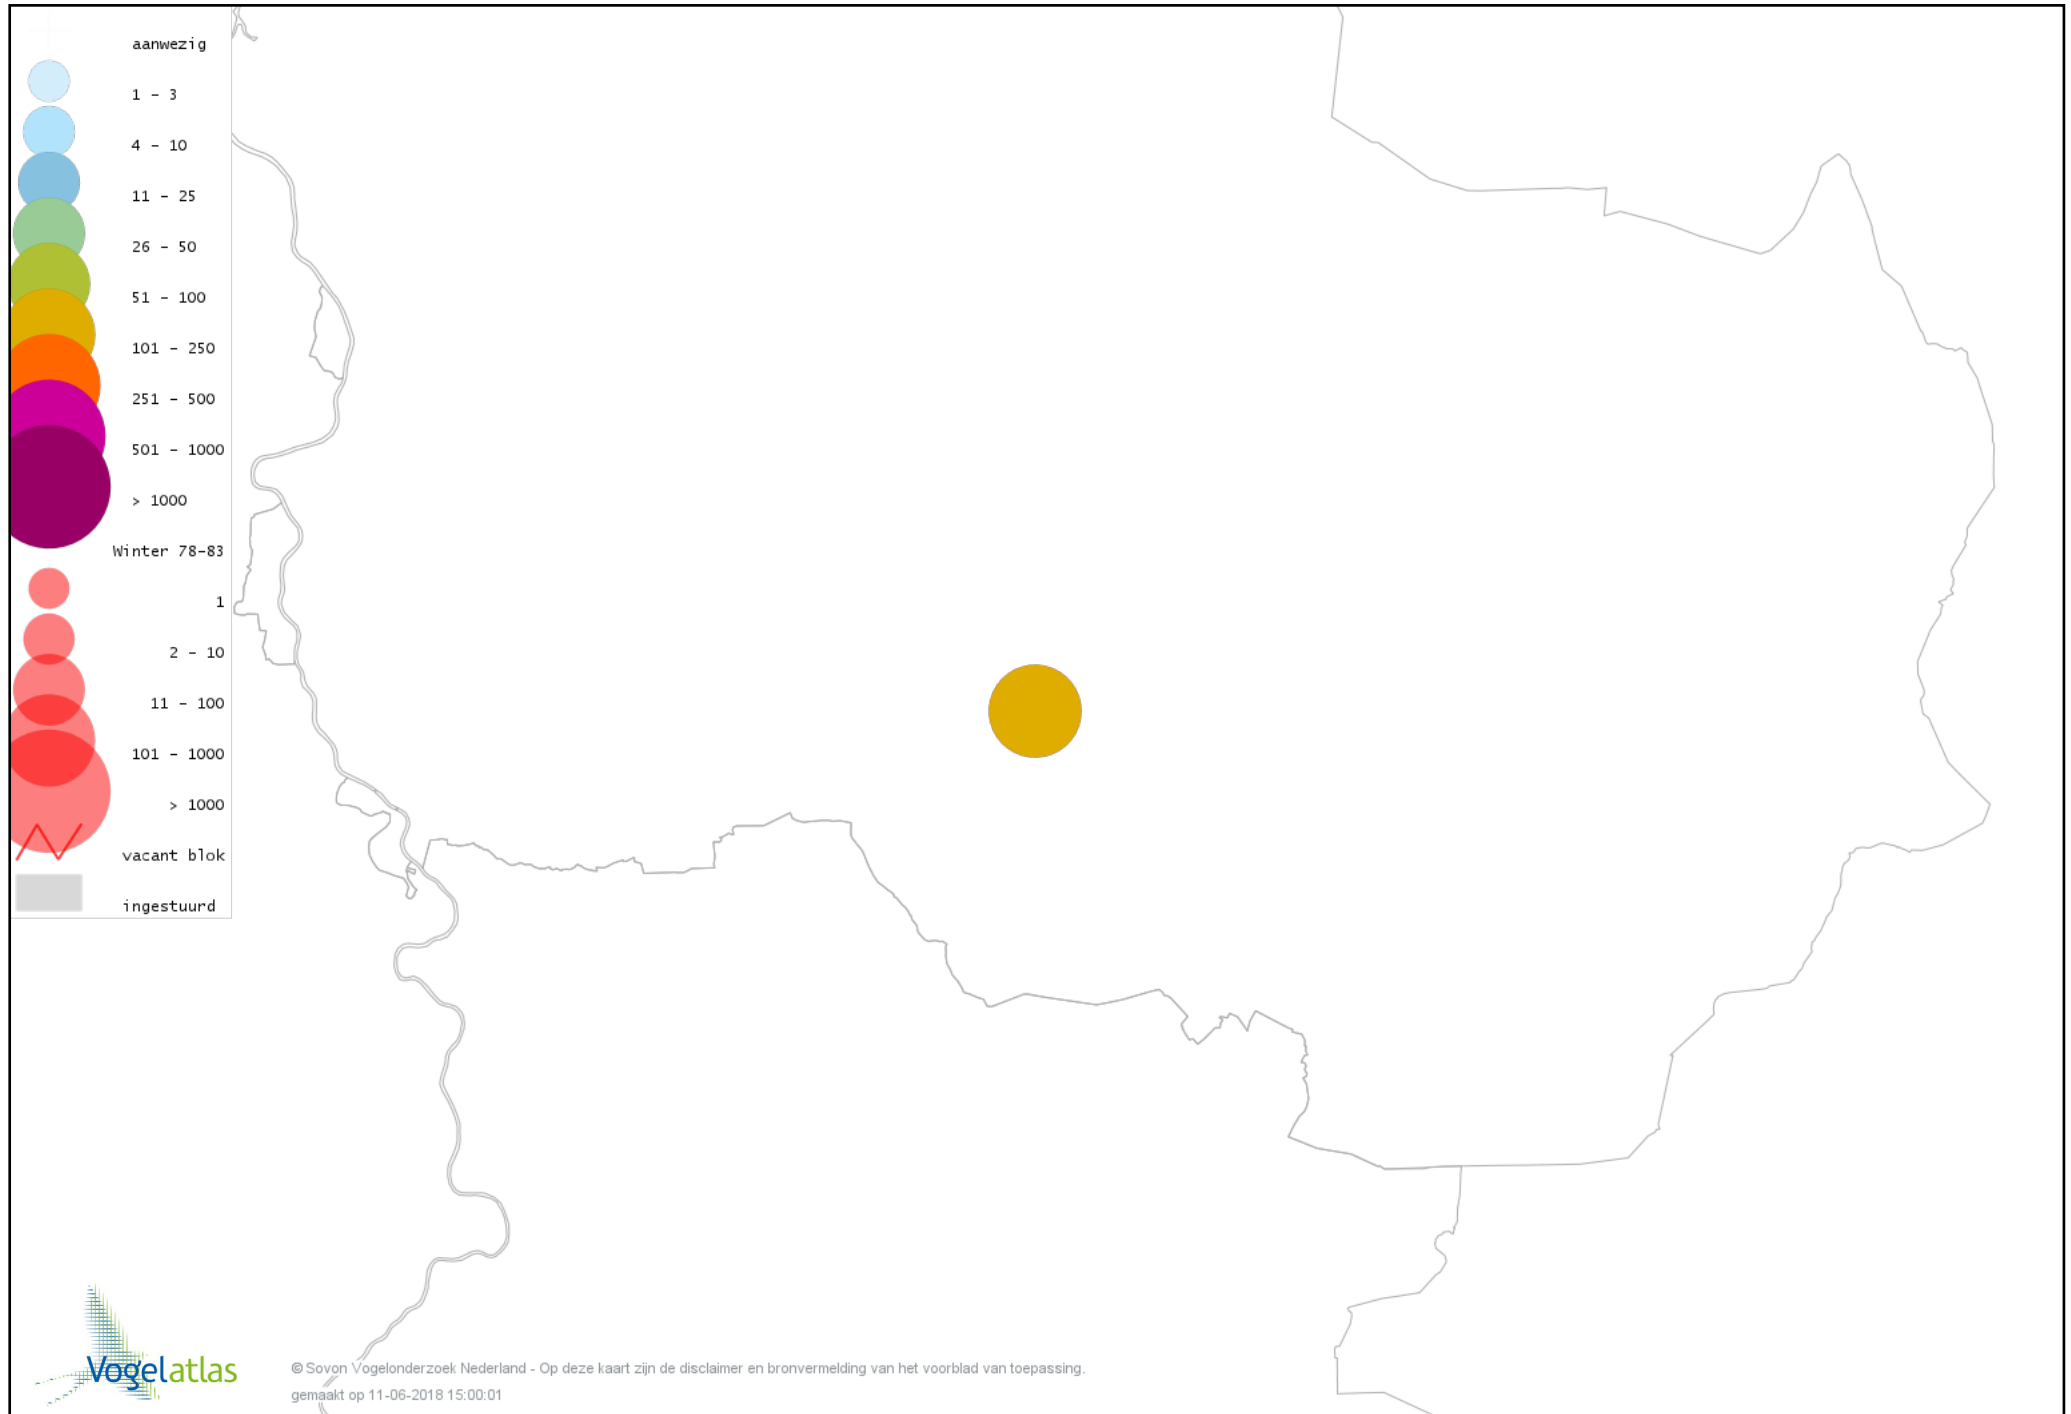 aanwezig
1 - 3
4 - 10
11 - 25
26 - 50
51 - 100
101 - 250
251 - 500
501 - 1000
> 1000
Winter 78-83
1
2 - 10
11 - 100
101 - 1000
> 1000
vacant blok
ingestuurd
Vogelatlas
© Sovon Vogelonderzoek Nederland - Op deze kaart zijn de disclaimer en bronvermelding van het voorblad van toepassing.
gemaakt op 11-06-2018 15:00:01